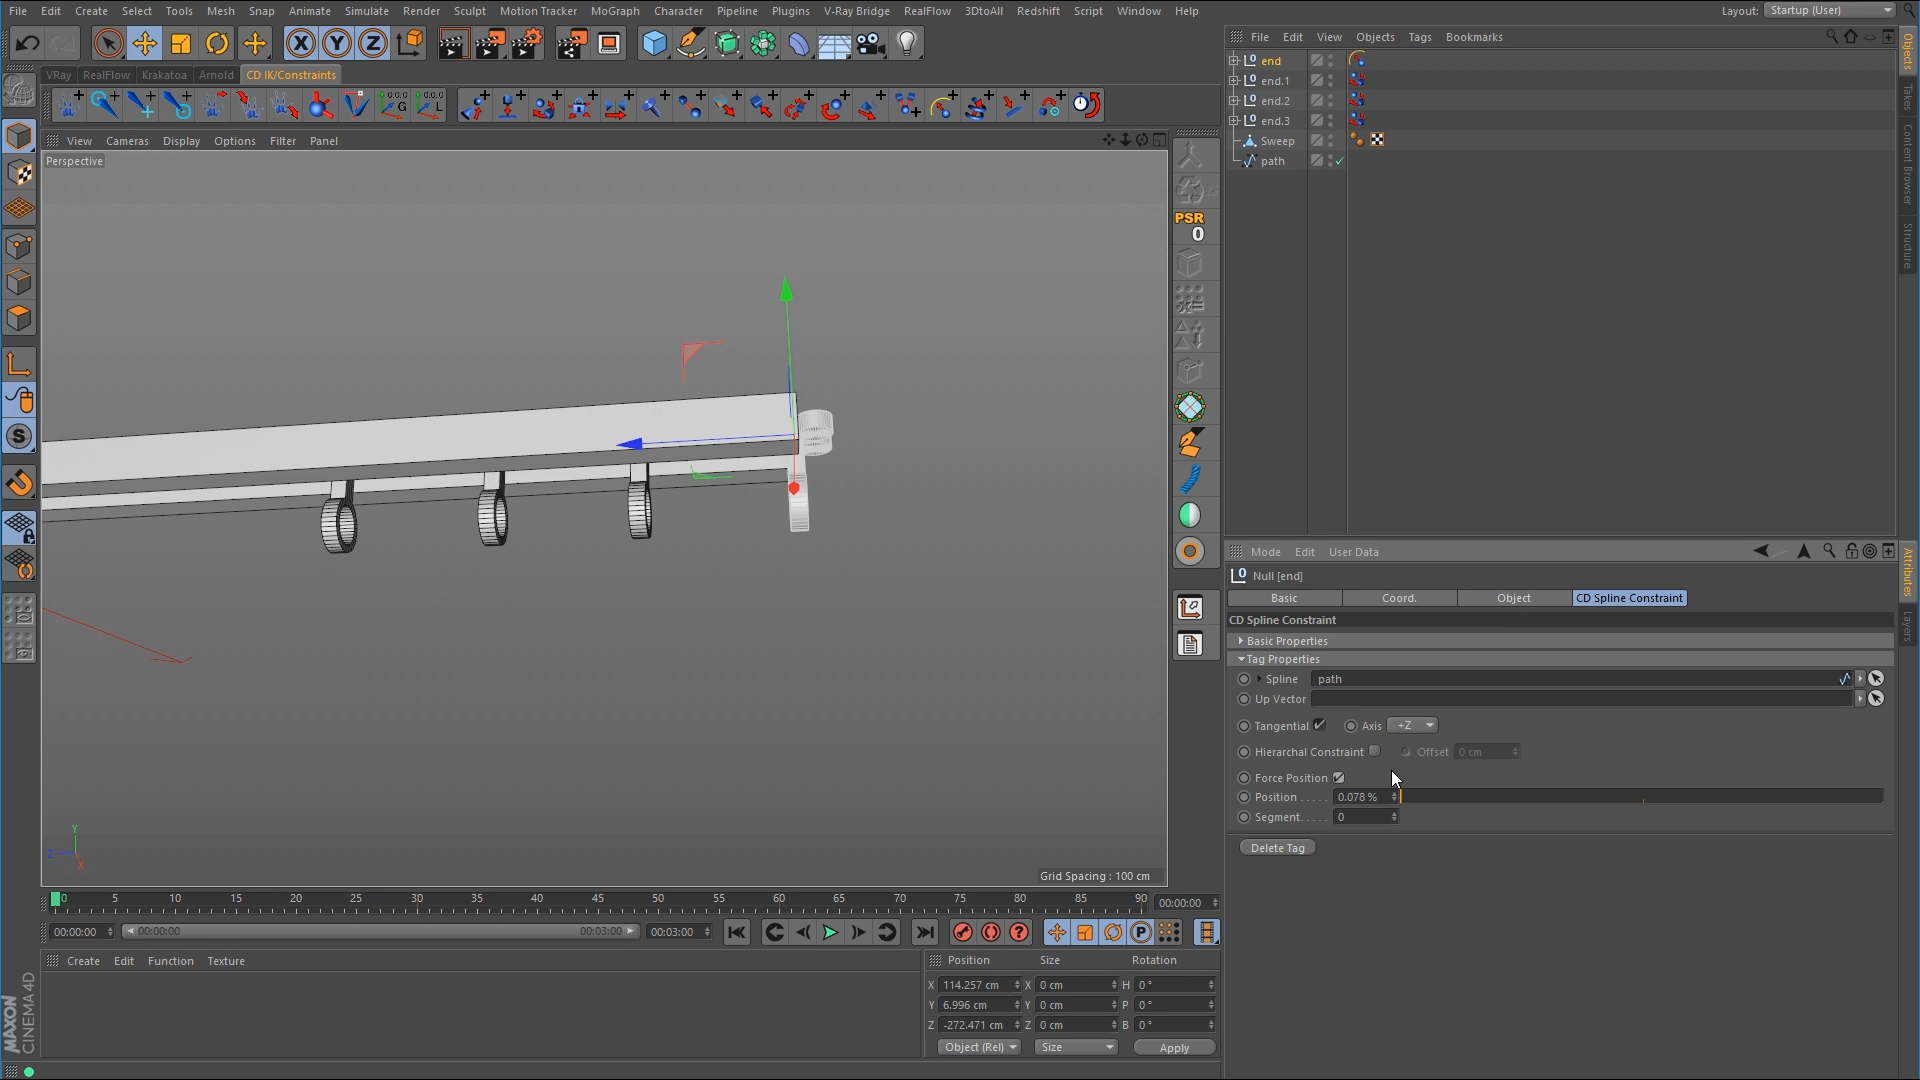 File Edit Create Select Tools Mesh Snap Animate Simulate Render Sculpt Motion Tracker MoGraph Character Pipeline Plugins V-Ray Bridge RealFlow 3DtoAll Redshift Script Window Help Layout: Startup (User)
File Edit View Objects Tags Bookmarks
VRay RealFlow Krakatoa Arnold CD IK/Constraints
View Cameras Display Options Filter Panel
Perspective
end
end.1
end.2
end.3
Sweep
path
PSR
0
Objects
Takes
Content Browser
Structure
Mode Edit User Data
Null [end]
Basic Coord. Object CD Spline Constraint
CD Spline Constraint
Basic Properties
Tag Properties
Spline path
Up Vector
Tangential Axis +Z
Hierarchal Constraint Offset 0 cm
Force Position
Position . . . . . 0.078 %
Segment. . . . . 0
Delete Tag
Attributes
Layers
Y
Z
X
Grid Spacing : 100 cm
0 5 10 15 20 25 30 35 40 45 50 55 60 65 70 75 80 85 90 00:00:00
00:00:00 00:00:00 00:03:00 00:03:00
Create Edit Function Texture
Position Size Rotation
X 114.257 cm X 0 cm H 0 °
Y 6.996 cm Y 0 cm P 0 °
Z -272.471 cm Z 0 cm B 0 °
Object (Rel) Size Apply
MAXON
CINEMA 4D